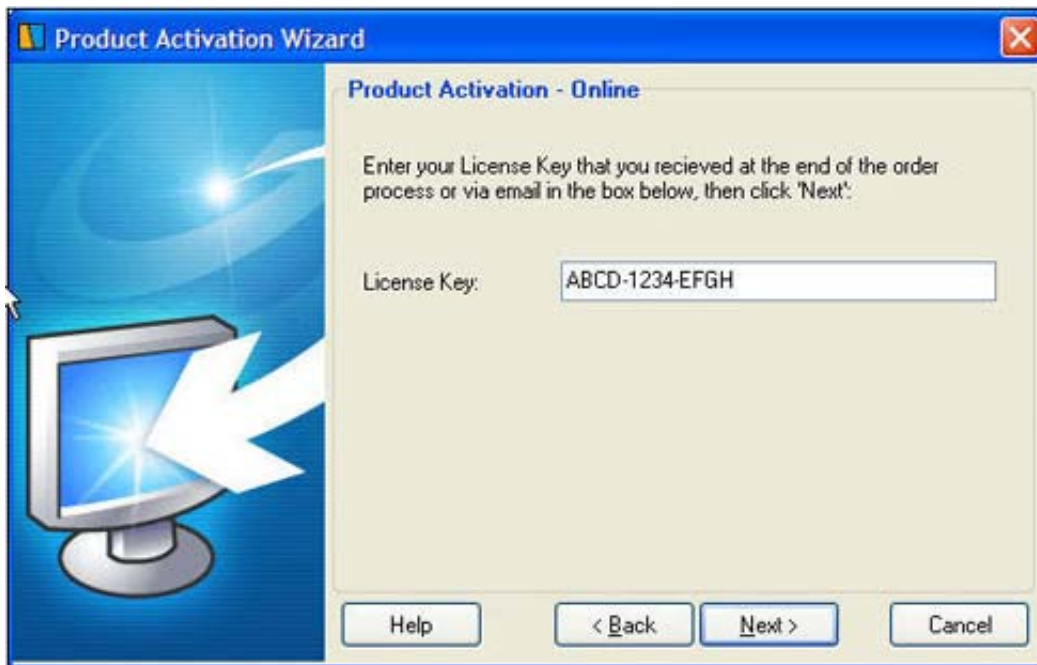 Product Activation Wizard
Product Activation - Online
Enter your License Key that you recieved at the end of the order
process or via email in the box below, then click 'Next':
License Key: ABCD-1234-EFGH
Help < Back Next > Cancel